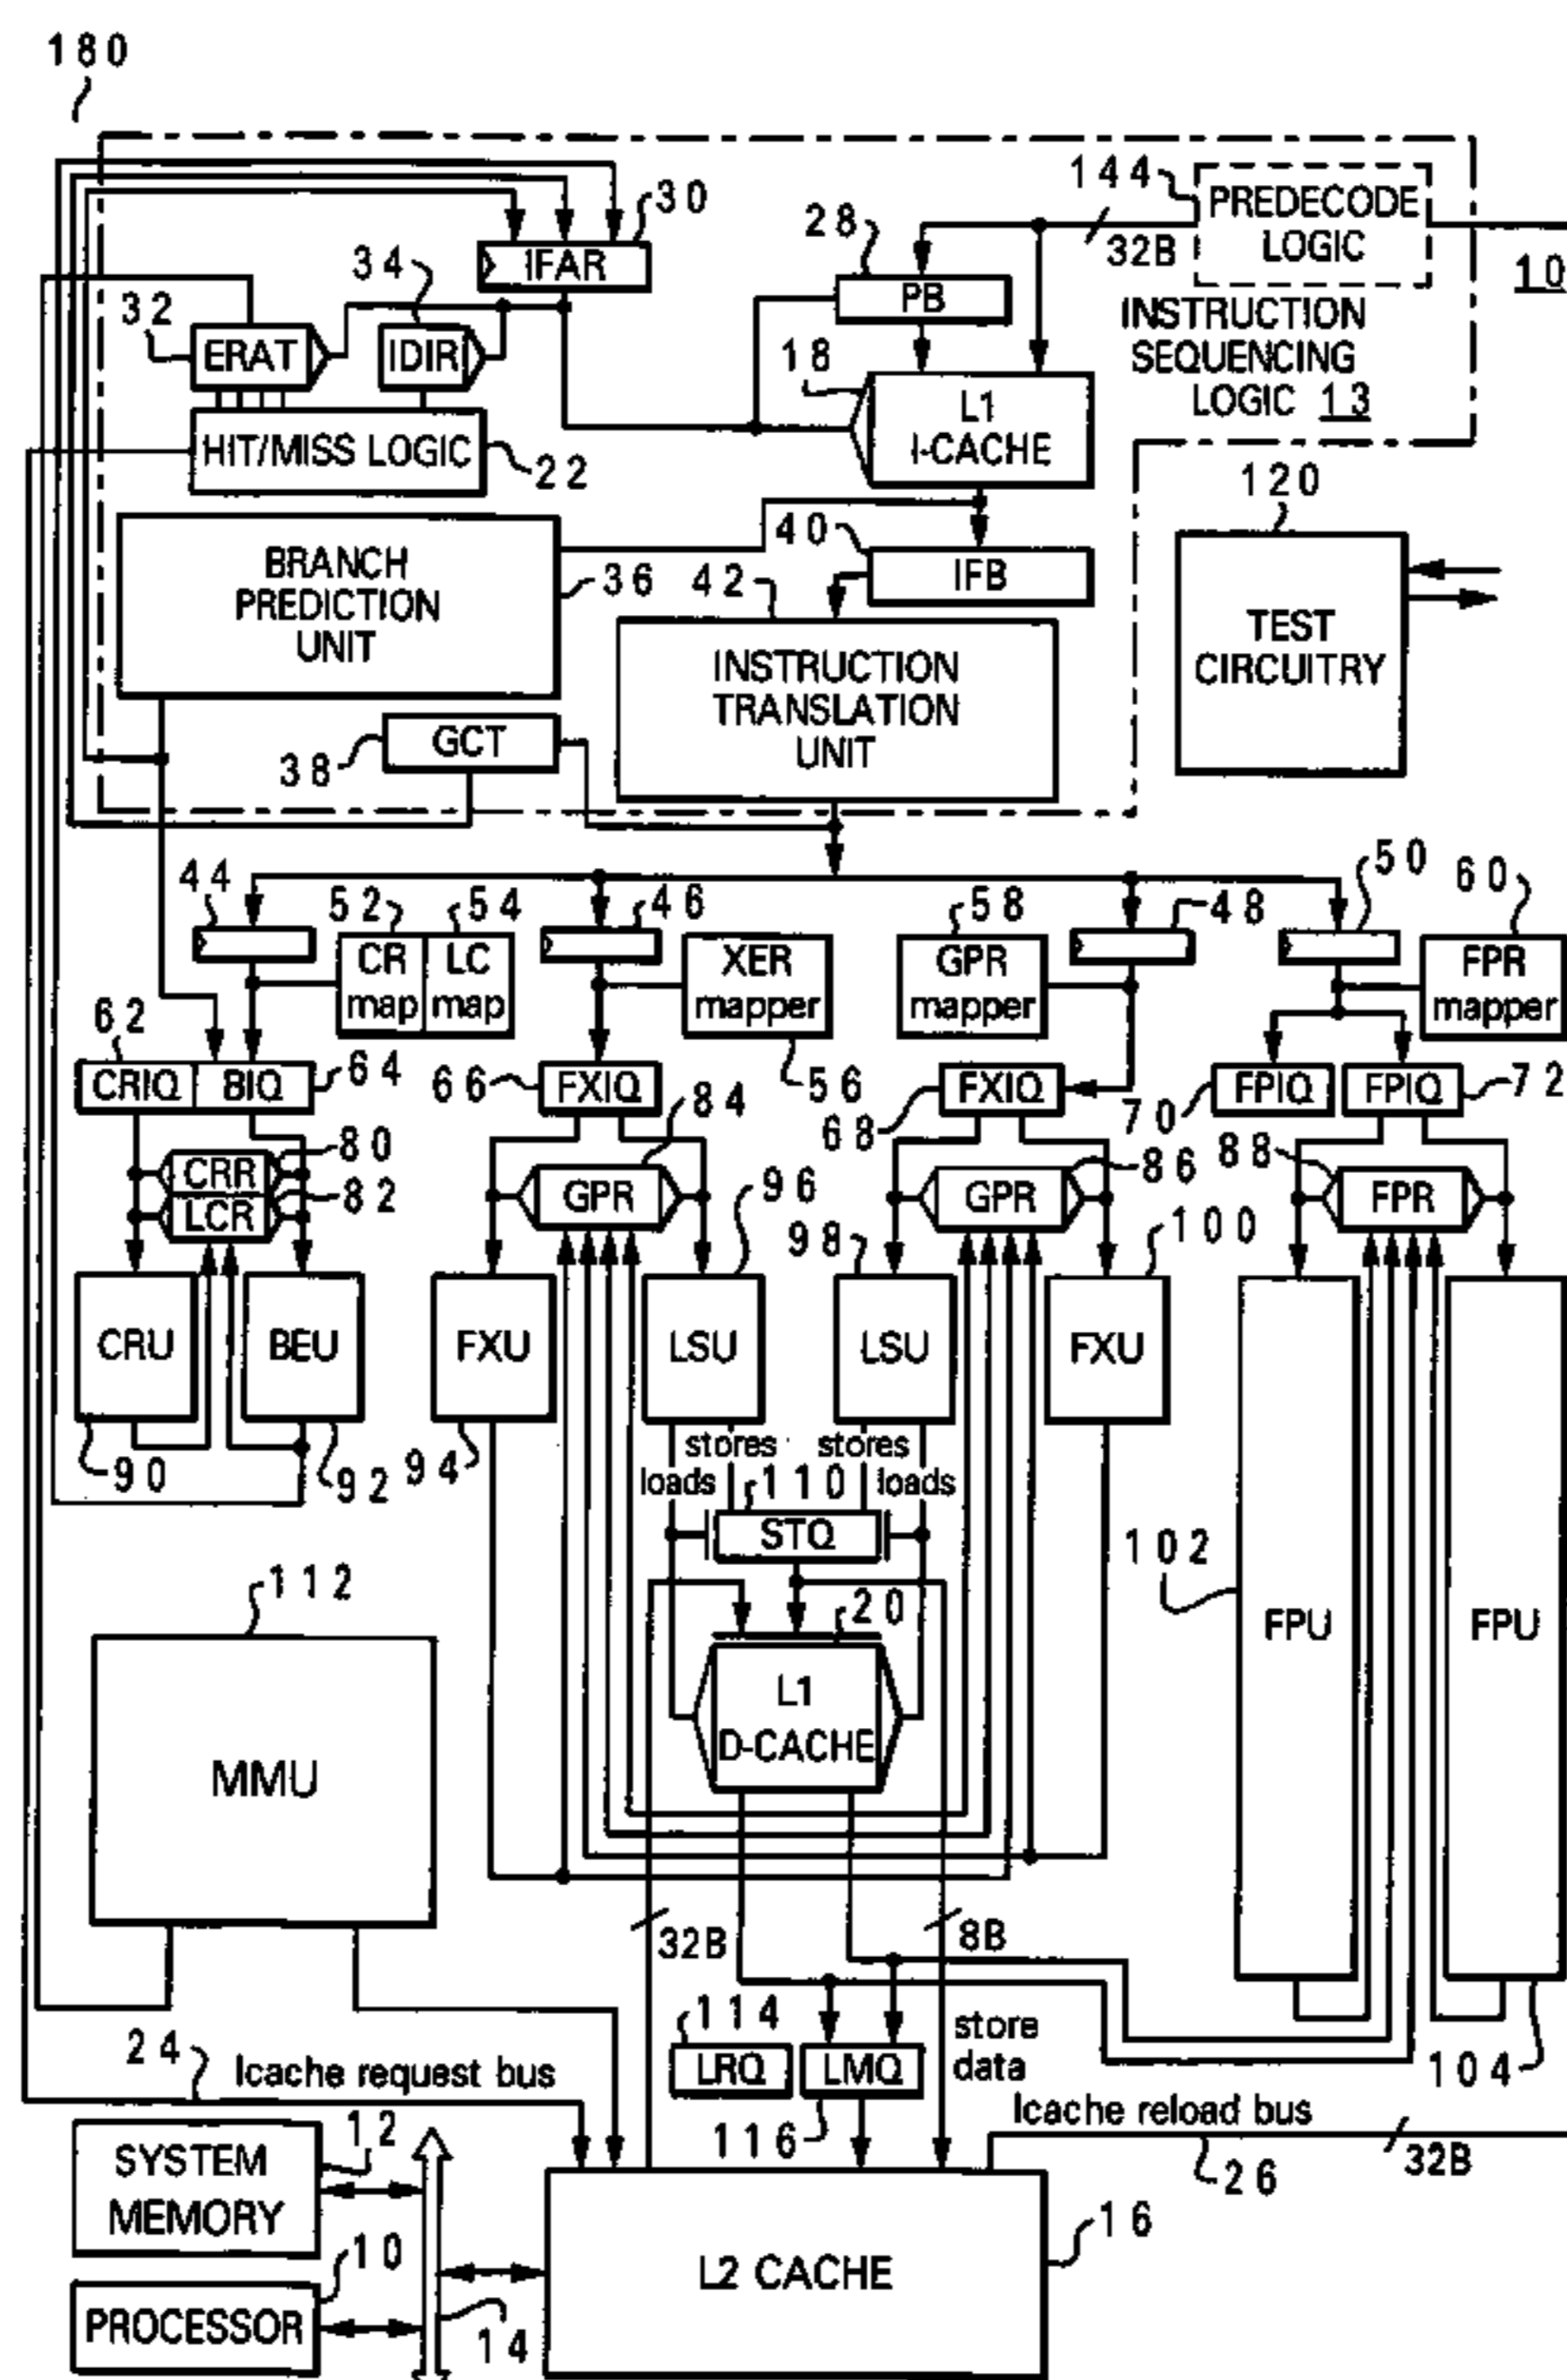 180
144
PREDECODE
LOGIC
30
28
32B
10
IFAR
34
PB
INSTRUCTION
SEQUENCING
LOGIC 13
32
ERAT
IDIR
18
L1
I-CACHE
HIT/MISS LOGIC
22
120
40
BRANCH
PREDICTION
UNIT
36
42
IFB
TEST
CIRCUITRY
INSTRUCTION
TRANSLATION
UNIT
GCT
38
44
52
54
46
58
48
50
60
CR
map
LC
map
XER
mapper
GPR
mapper
FPR
mapper
62
CRIQ
BIQ
64
66
FXIQ
56
FXIQ
68
70
FPIQ
FPIQ
72
84
80
CRR
82
LCR
GPR
96
GPR
86
88
FPR
98
100
CRU
BEU
FXU
LSU
LSU
FXU
90
92
94
stores
stores
loads
110
loads
STQ
102
112
20
FPU
FPU
L1
D-CACHE
MMU
32B
8B
114
store
data
24
Icache request bus
LRQ
LMQ
104
116
Icache reload bus
12
SYSTEM
MEMORY
26
32B
16
10
L2 CACHE
PROCESSOR
14